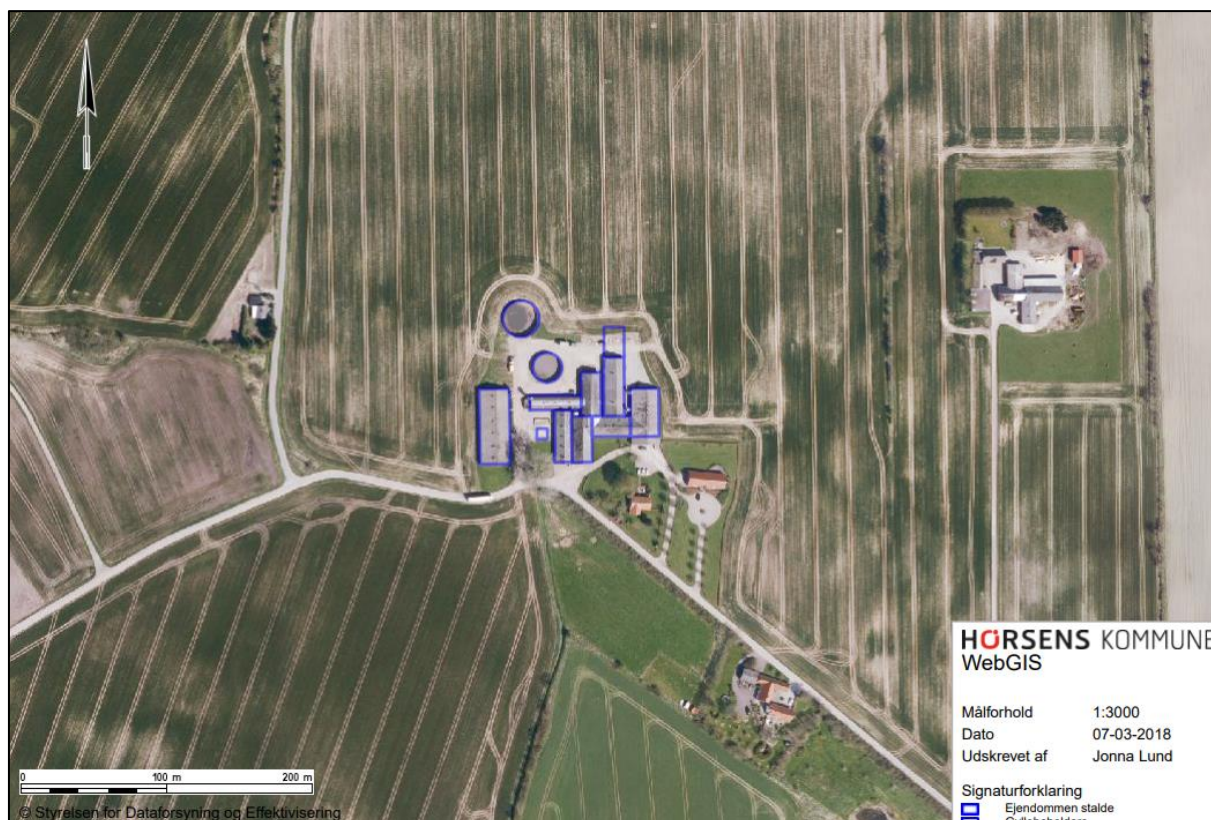 HORSENS KOMMUNE
WebGIS
Målforhold 1:3000
Dato 07-03-2018
Udskrevet af Jonna Lund
Signaturforklaring
Ejendommen stalde
Gyllebeholdere
0 100 m 200 m
© Styrelsen for Dataforsyning og Effektivisering